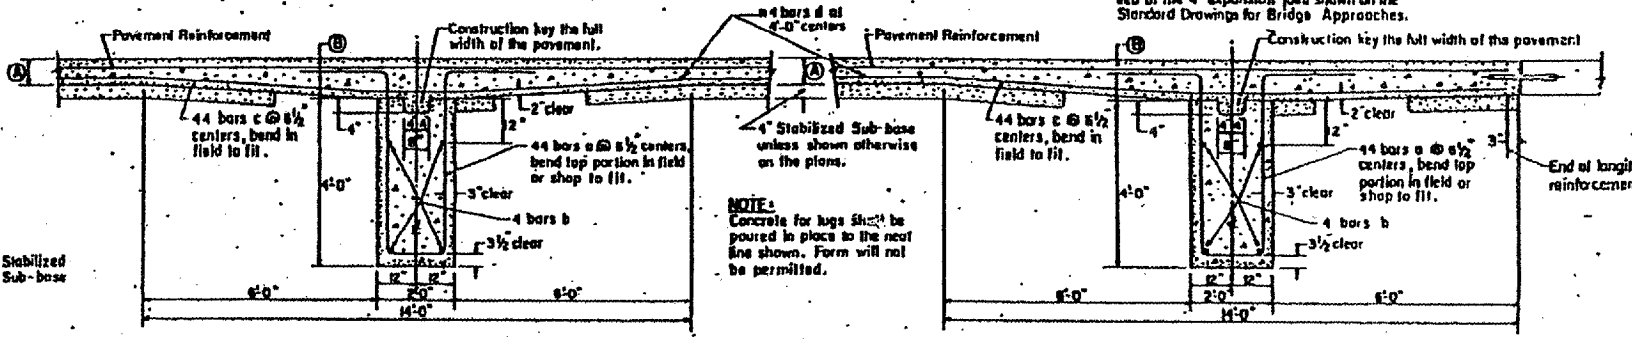 Standard Drawings for Bridge Approaches.
Pavement Reinforcement
B
Construction key the full
width of the pavement.
4 bars d at
4'-0" centers
Pavement Reinforcement
B
Construction key the full width of the pavement
A
A
44 bars c @ 6½"
centers, bend in
field to fit.
4"
2" clear
12"
44 bars a @ 6½" centers,
bend top portion in field
or shop to fit.
4'-0"
3" clear
4 bars b
3½" clear
4" Stabilized Sub-base
unless shown otherwise
on the plans.
NOTE:
Concrete for lugs shall be
poured in place to the neat
line shown. Form will not
be permitted.
44 bars c @ 6½"
centers, bend in
field to fit.
4"
2" clear
12"
44 bars a @ 6½"
centers, bend top
portion in field or
shop to fit.
4'-0"
3" clear
4 bars b
3½" clear
3"
End of longit
reinforcemen
Stabilized
Sub-base
12" 12"
6'-0" 2'-0" 6'-0"
14'-0"
12" 12"
6'-0" 2'-0" 6'-0"
14'-0"